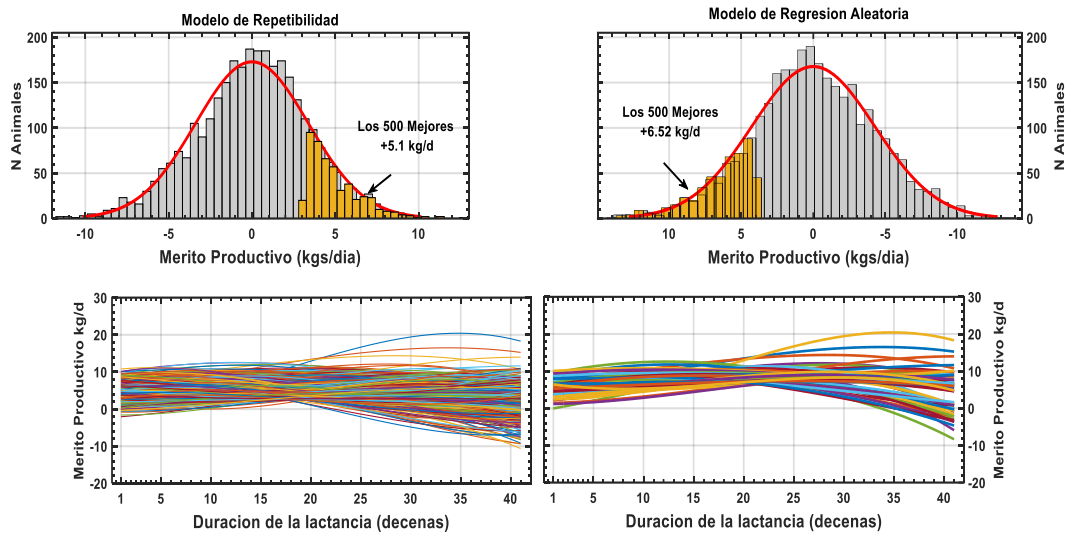 Modelo de Repetibilidad
200
150
100
50
0
N Animales
Los 500 Mejores
+5.1 kg/d
-10 -5 0 5 10
Merito Productivo (kgs/dia)
Modelo de Regresion Aleatoria
Los 500 Mejores
+6.52 kg/d
200
150
100
50
0
N Animales
10 5 0 -5 -10
Merito Productivo (kgs/dia)
30
20
10
0
-10
-20
Merito Productivo kg/d
1 5 10 15 20 25 30 35 40
Duracion de la lactancia (decenas)
30
20
10
0
-10
-20
Merito Productivo kg/d
1 5 10 15 20 25 30 35 40
Duracion de la lactancia (decenas)